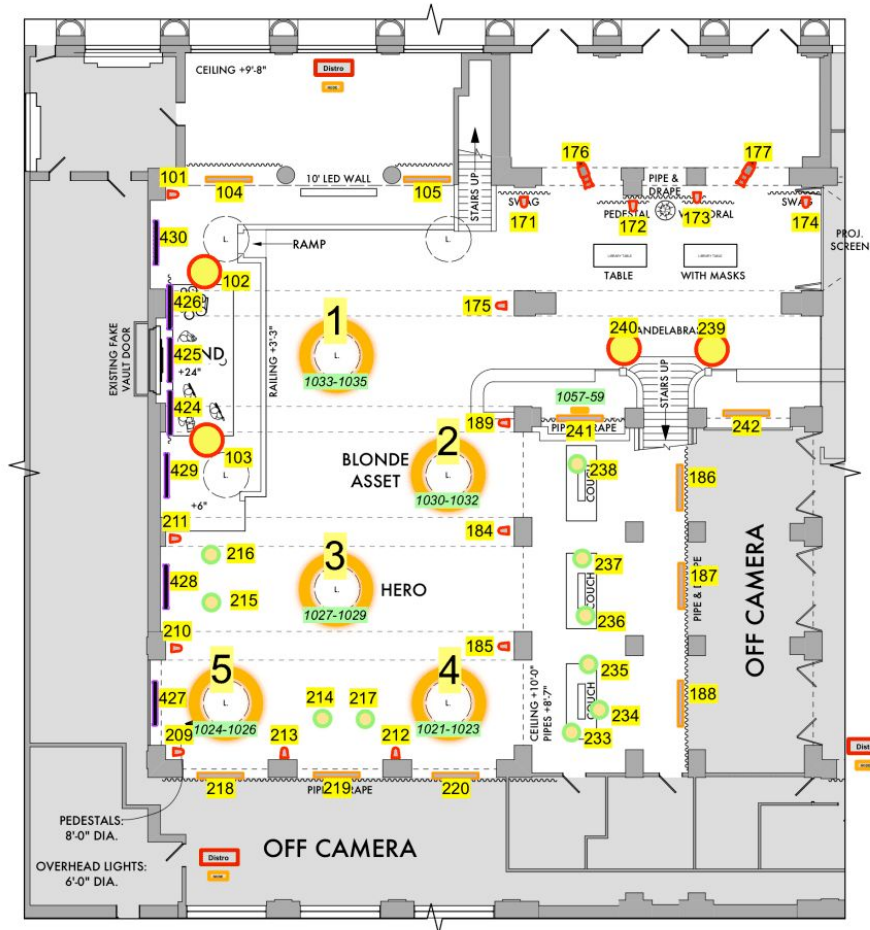 CEILING +9'-8"
Distro
101
104
10' LED WALL
105
STAIRS UP
176
177
PIPE &
DRAPE
SWAG
171
PEDESTAL
172
173
SWAG
174
430
RAMP
TABLE
WITH MASKS
PROJ.
SCREEN
102
426
175
EXISTING FAKE
VAULT DOOR
425
+24"
RAILING +3'-3"
1
1033-1035
240
239
STAIRS UP
424
1057-59
103
189
241
242
429
BLONDE
ASSET
2
1030-1032
238
COUCH
186
+6"
211
184
216
428
215
3
HERO
1027-1029
237
COUCH
236
187
PIPE & DRAPE
OFF CAMERA
210
185
235
COUCH
234
233
188
427
5
1024-1026
214
217
4
1021-1023
CEILING +10'-0"
PIPES +8'-7"
209
213
212
218
219
220
Distro
PEDESTALS:
8'-0" DIA.
OVERHEAD LIGHTS:
6'-0" DIA.
Distro
OFF CAMERA